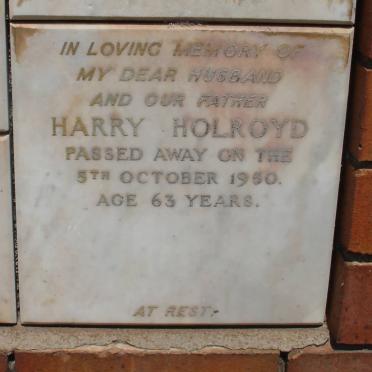 IN LOVING MEMORY OF
MY DEAR HUSBAND
AND OUR FATHER
HARRY HOLROYD
PASSED AWAY ON THE
5TH OCTOBER 1950.
AGE 63 YEARS.
AT REST.